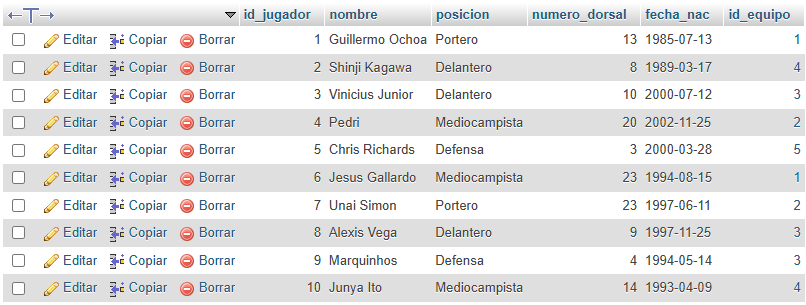 id_jugador nombre posicion numero_dorsal fecha_nac id_equipo
Editar Copiar Borrar 1 Guillermo Ochoa Portero 13 1985-07-13 1
Editar Copiar Borrar 2 Shinji Kagawa Delantero 8 1989-03-17 4
Editar Copiar Borrar 3 Vinicius Junior Delantero 10 2000-07-12 3
Editar Copiar Borrar 4 Pedri Mediocampista 20 2002-11-25 2
Editar Copiar Borrar 5 Chris Richards Defensa 3 2000-03-28 5
Editar Copiar Borrar 6 Jesus Gallardo Mediocampista 23 1994-08-15 1
Editar Copiar Borrar 7 Unai Simon Portero 23 1997-06-11 2
Editar Copiar Borrar 8 Alexis Vega Delantero 9 1997-11-25 3
Editar Copiar Borrar 9 Marquinhos Defensa 4 1994-05-14 3
Editar Copiar Borrar 10 Junya Ito Mediocampista 14 1993-04-09 4